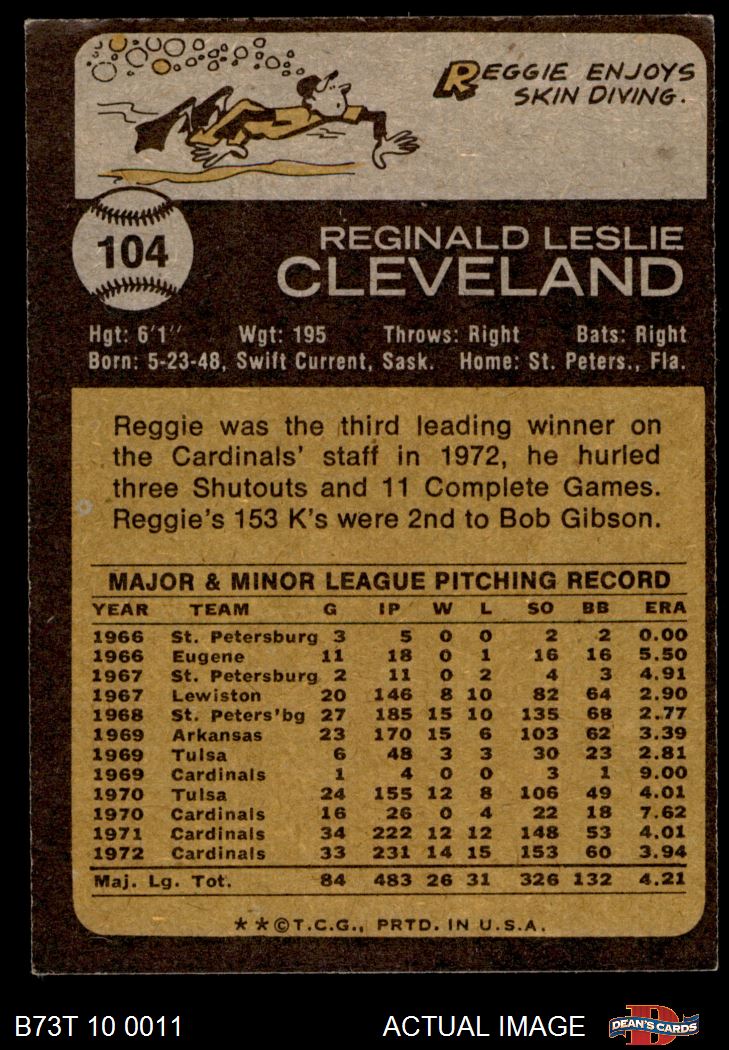 REGGIE ENJOYS
SKIN DIVING.
104
REGINALD LESLIE
CLEVELAND
Hgt: 6'1" Wgt: 195 Throws: Right Bats: Right
Born: 5-23-48, Swift Current, Sask. Home: St. Peters., Fla.
Reggie was the third leading winner on
the Cardinals' staff in 1972, he hurled
three Shutouts and 11 Complete Games.
Reggie's 153 K's were 2nd to Bob Gibson.
MAJOR & MINOR LEAGUE PITCHING RECORD
YEAR TEAM G IP W L SO BB ERA
1966 St. Petersburg 3 5 0 0 2 2 0.00
1966 Eugene 11 18 0 1 16 16 5.50
1967 St. Petersburg 2 11 0 2 4 3 4.91
1967 Lewiston 20 146 8 10 82 64 2.90
1968 St. Peters'bg 27 185 15 10 135 68 2.77
1969 Arkansas 23 170 15 6 103 62 3.39
1969 Tulsa 6 48 3 3 30 23 2.81
1969 Cardinals 1 4 0 0 3 1 9.00
1970 Tulsa 24 155 12 8 106 49 4.01
1970 Cardinals 16 26 0 4 22 18 7.62
1971 Cardinals 34 222 12 12 148 53 4.01
1972 Cardinals 33 231 14 15 153 60 3.94
Maj. Lg. Tot. 84 483 26 31 326 132 4.21
★★©T.C.G., PRTD. IN U.S.A.
B73T 10 0011 ACTUAL IMAGE DEAN'S CARDS